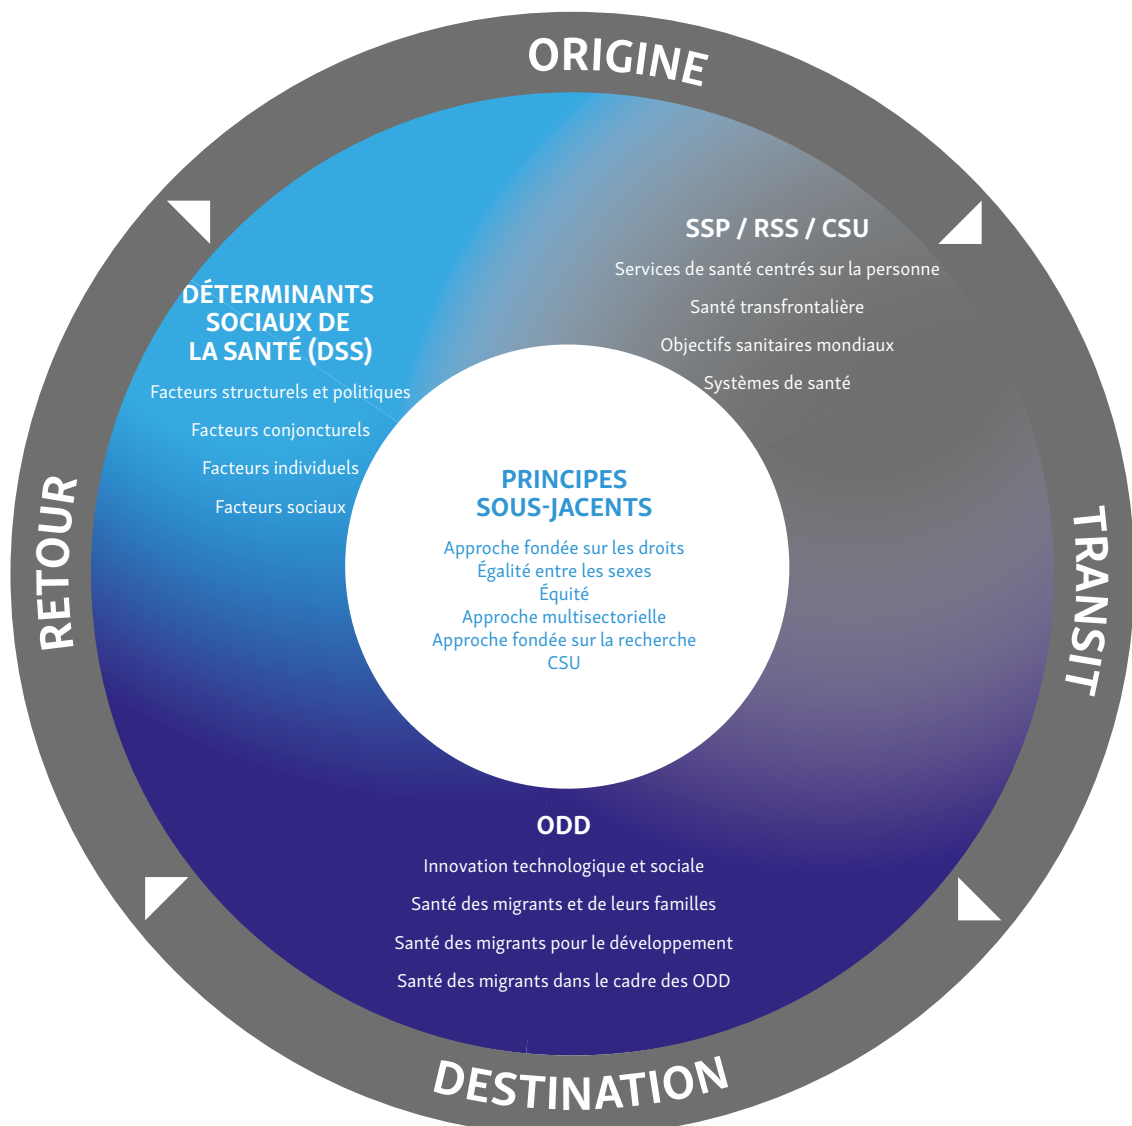 ORIGINE
SSP / RSS / CSU
Services de santé centrés sur la personne
Santé transfrontalière
Objectifs sanitaires mondiaux
Systèmes de santé
DÉTERMINANTS
SOCIAUX DE
LA SANTÉ (DSS)
Facteurs structurels et politiques
Facteurs conjoncturels
Facteurs individuels
Facteurs sociaux
PRINCIPES
SOUS-JACENTS
Approche fondée sur les droits
Égalité entre les sexes
Équité
Approche multisectorielle
Approche fondée sur la recherche
CSU
RETOUR
TRANSIT
ODD
Innovation technologique et sociale
Santé des migrants et de leurs familles
Santé des migrants pour le développement
Santé des migrants dans le cadre des ODD
DESTINATION